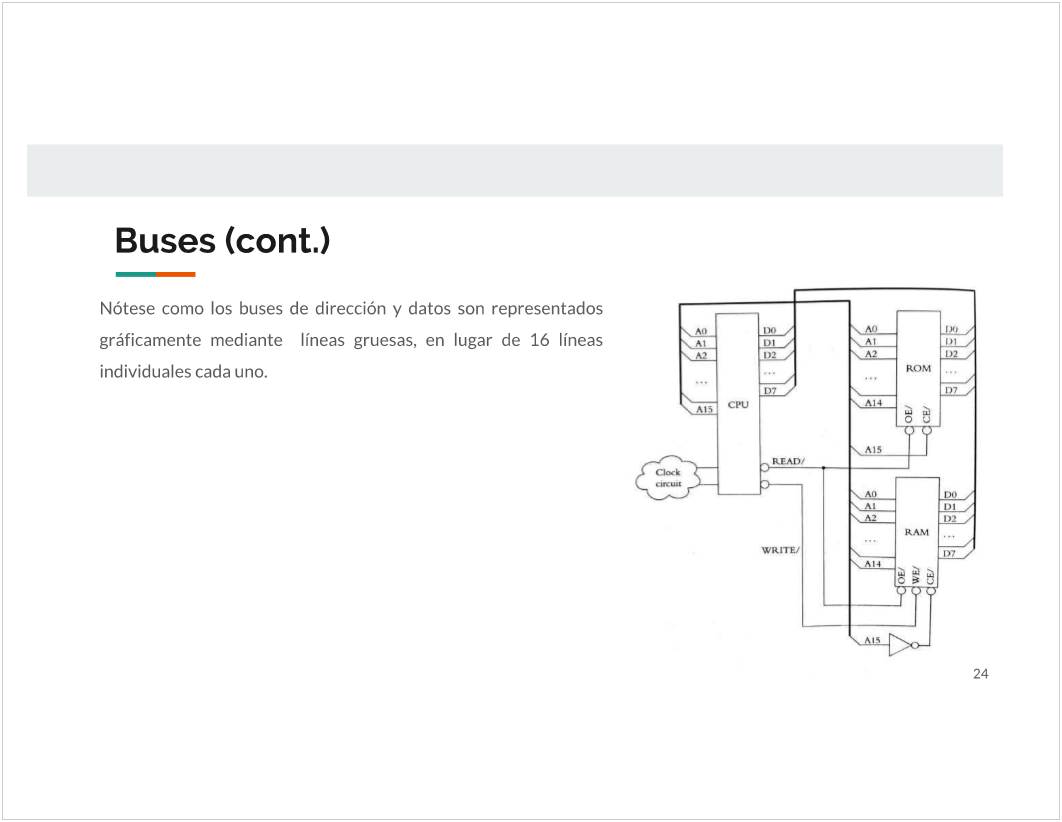 Buses (cont.)
Nótese como los buses de dirección y datos son representados
gráficamente mediante líneas gruesas, en lugar de 16 líneas
individuales cada uno.
A0
A1
A2
...
A15
CPU
D0
D1
D2
...
D7
Clock
circuit
READ/
WRITE/
A0
A1
A2
...
A14
A15
ROM
OE/
CE/
D0
D1
D2
...
D7
A0
A1
A2
...
A14
RAM
OE/
WE/
CE/
D0
D1
D2
...
D7
A15
24